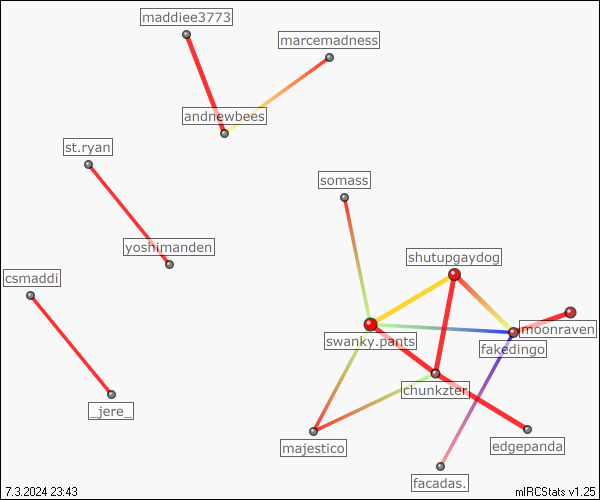 maddiee3773
marcemadness
andnewbees
st.ryan
somass
yoshimanden
shutupgaydog
csmaddi
moonraven
swanky.pants
fakedingo
chunkzter
_jere_
majestico
edgepanda
facadas.
7.3.2024 23:43
mIRCStats v1.25